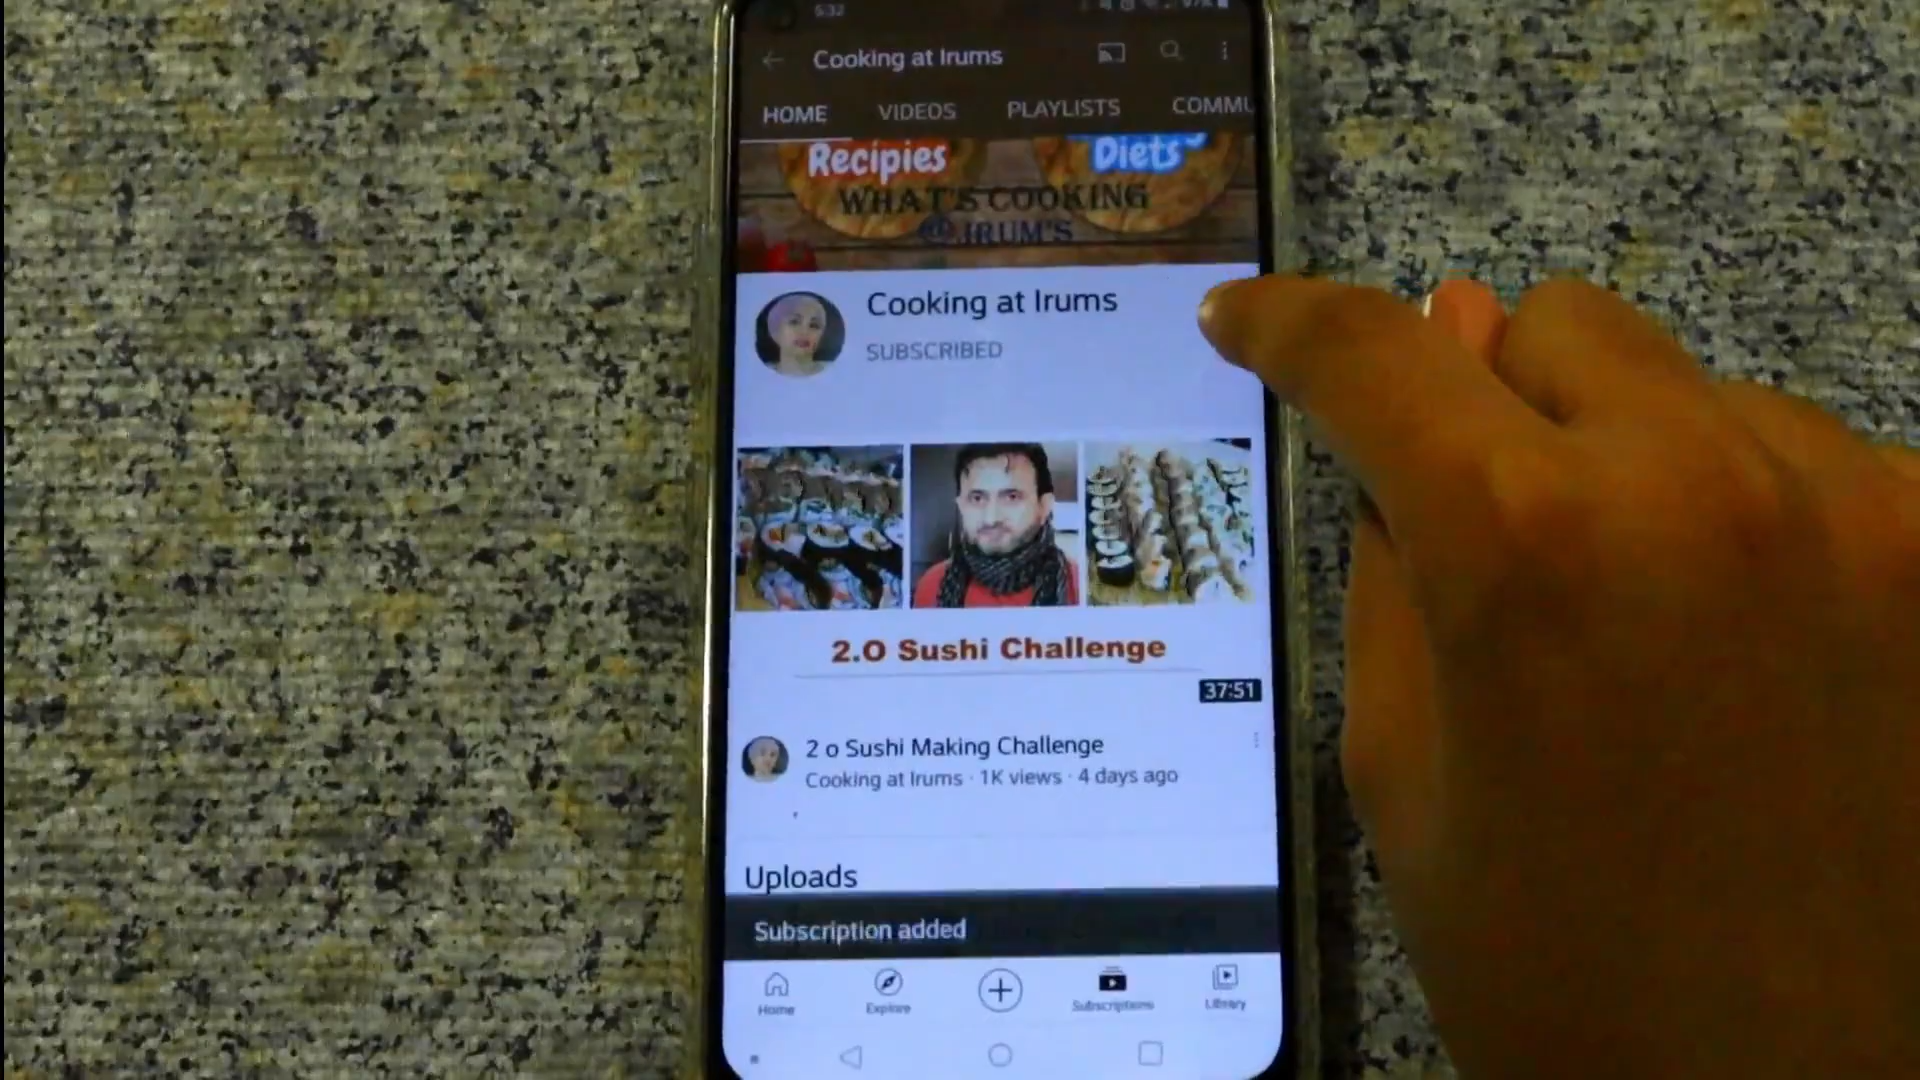 5:32
Cooking at Irums
HOME VIDEOS PLAYLISTS COMMU
Recipies Diets
WHAT'S COOKING
@ IRUM'S
Cooking at Irums
SUBSCRIBED
2.O Sushi Challenge
37:51
2 o Sushi Making Challenge
Cooking at Irums · 1K views · 4 days ago
Uploads
Subscription added
Home Explore Subscriptions Library